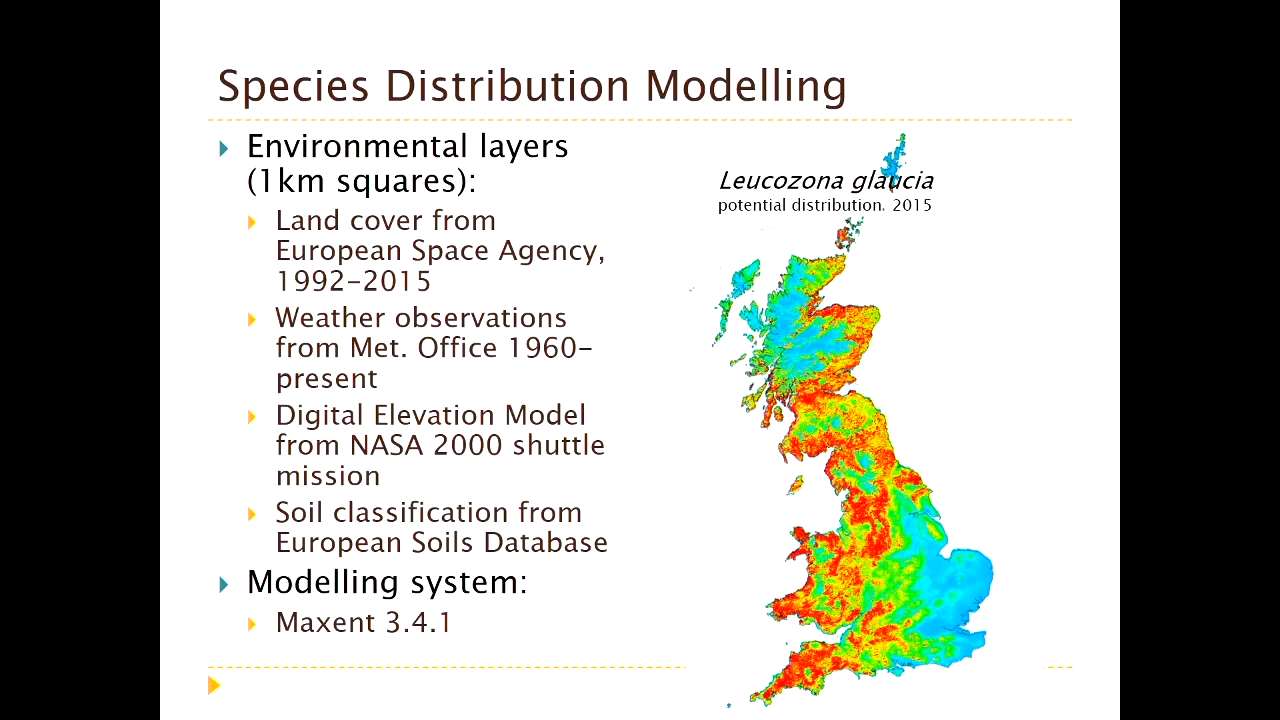 Species Distribution Modelling
Environmental layers
(1km squares):
Land cover from
European Space Agency,
1992-2015
Weather observations
from Met. Office 1960-
present
Digital Elevation Model
from NASA 2000 shuttle
mission
Soil classification from
European Soils Database
Modelling system:
Maxent 3.4.1
Leucozona glaucia
potential distribution. 2015